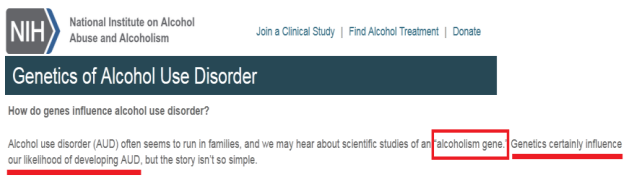 NIH
National Institute on Alcohol
Abuse and Alcoholism
Join a Clinical Study | Find Alcohol Treatment | Donate
Genetics of Alcohol Use Disorder
How do genes influence alcohol use disorder?
Alcohol use disorder (AUD) often seems to run in families, and we may hear about scientific studies of an “alcoholism gene.” Genetics certainly influence
our likelihood of developing AUD, but the story isn’t so simple.